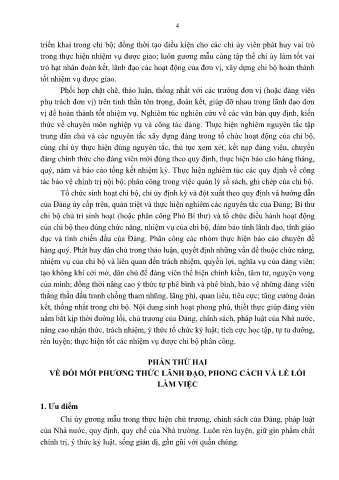 4
triển khai trong chi bộ; đồng thời tạo điều kiện cho các chi ủy viên phát huy vai trò
trong thực hiện nhiệm vụ được giao; luôn gương mẫu cùng tập thể chi ủy làm tốt vai
trò hạt nhân đoàn kết, lãnh đạo các hoạt động của đơn vị, xây dựng chi bộ hoàn thành
tốt nhiệm vụ được giao.
Phối hợp chặt chẽ, thảo luận, thống nhất với các trưởng đơn vị (hoặc đảng viên
phụ trách đơn vị) trên tinh thần tôn trọng, đoàn kết, giúp đỡ nhau trong lãnh đạo đơn
vị để hoàn thành tốt nhiệm vụ. Nghiêm túc nghiên cứu về các văn bản quy định, kiến
thức về chuyên môn nghiệp vụ và công tác đảng. Thực hiện nghiêm nguyên tắc tập
trung dân chủ và các nguyên tắc xây dựng đảng trong tổ chức hoạt động của chi bộ,
cùng chi ủy thực hiện đúng nguyên tắc, thủ tục xem xét, kết nạp đảng viên, chuyển
đảng chính thức cho đảng viên mới đúng theo quy định, thực hiện báo cáo hàng tháng,
quý, năm và báo cáo tổng kết nhiệm kỳ. Thực hiện nghiêm túc các quy định về công
tác bảo vệ chính trị nội bộ; phân công trong việc quản lý sổ sách, ghi chép của chi bộ.
Tổ chức sinh hoạt chi bộ, chi ủy định kỳ và đột xuất theo quy định và hướng dẫn
của Đảng ủy cấp trên, quán triệt và thực hiện nghiêm các nguyên tắc của Đảng; Bí thư
chi bộ chủ trì sinh hoạt (hoặc phân công Phó Bí thư) và tổ chức điều hành hoạt động
của chi bộ theo đúng chức năng, nhiệm vụ của chi bộ, đảm bảo tính lãnh đạo, tính giáo
dục và tính chiến đấu của Đảng. Phân công các nhóm thực hiện báo cáo chuyên đề
hàng quý. Phát huy dân chủ trong thảo luận, quyết định những vấn đề thuộc chức năng,
nhiệm vụ của chi bộ và liên quan đến trách nhiệm, quyền lợi, nghĩa vụ của đảng viên;
tạo không khí cởi mở, dân chủ để đảng viên thể hiện chính kiến, tâm tư, nguyện vọng
của mình; đồng thời nâng cao ý thức tự phê bình và phê bình, bảo vệ những đảng viên
thẳng thắn đấu tranh chống tham nhũng, lãng phí, quan liêu, tiêu cực; tăng cường đoàn
kết, thống nhất trong chi bộ. Nội dung sinh hoạt phong phú, thiết thực giúp đảng viên
nắm bắt kịp thời đường lối, chủ trương của Đảng, chính sách, pháp luật của Nhà nước,
nâng cao nhận thức, trách nhiệm, ý thức tổ chức kỷ luật; tích cực học tập, tự tu dưỡng,
rèn luyện; thực hiện tốt các nhiệm vụ được chi bộ phân công.
PHẦN THỨ HAI
VỀ ĐỔI MỚI PHƯƠNG THỨC LÃNH ĐẠO, PHONG CÁCH VÀ LỀ LỐI
LÀM VIỆC
1. Ưu điểm
Chi ủy gương mẫu trong thực hiện chủ trương, chính sách của Đảng, pháp luật
của Nhà nước, quy định, quy chế của Nhà trường. Luôn rèn luyện, giữ gìn phẩm chất
chính trị, ý thức kỷ luật, sống giản dị, gần gũi với quần chúng.